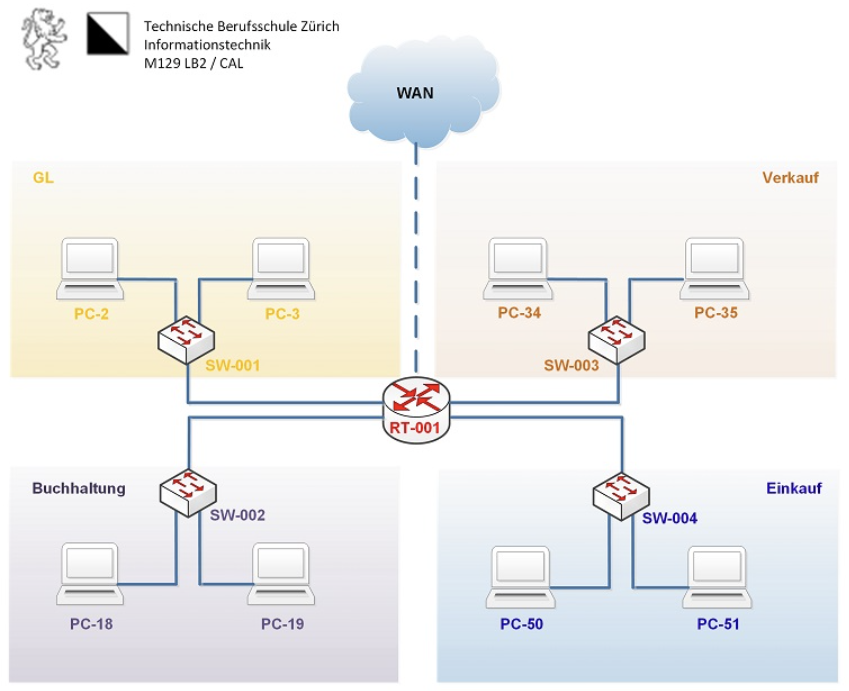 Technische Berufsschule Zürich
Informationstechnik
M129 LB2 / CAL
WAN
GL
Verkauf
PC-2
PC-3
PC-34
PC-35
SW-001
SW-003
RT-001
Buchhaltung
Einkauf
SW-002
SW-004
PC-18
PC-19
PC-50
PC-51